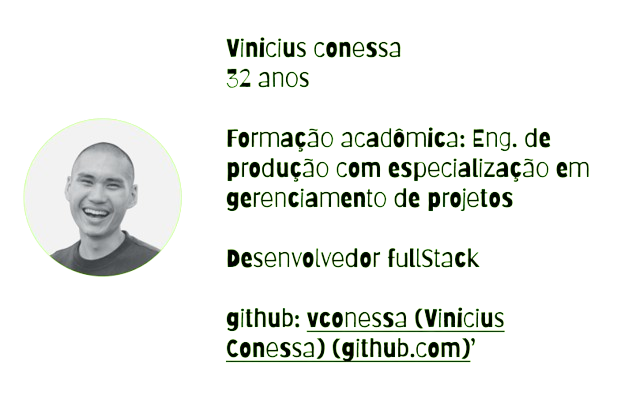 Vinicius conessa
32 anos
Formação acadêmica: Eng. de
produção com especialização em
gerenciamento de projetos
Desenvolvedor fullStack
github: vconessa (Vinicius
Conessa) (github.com)’